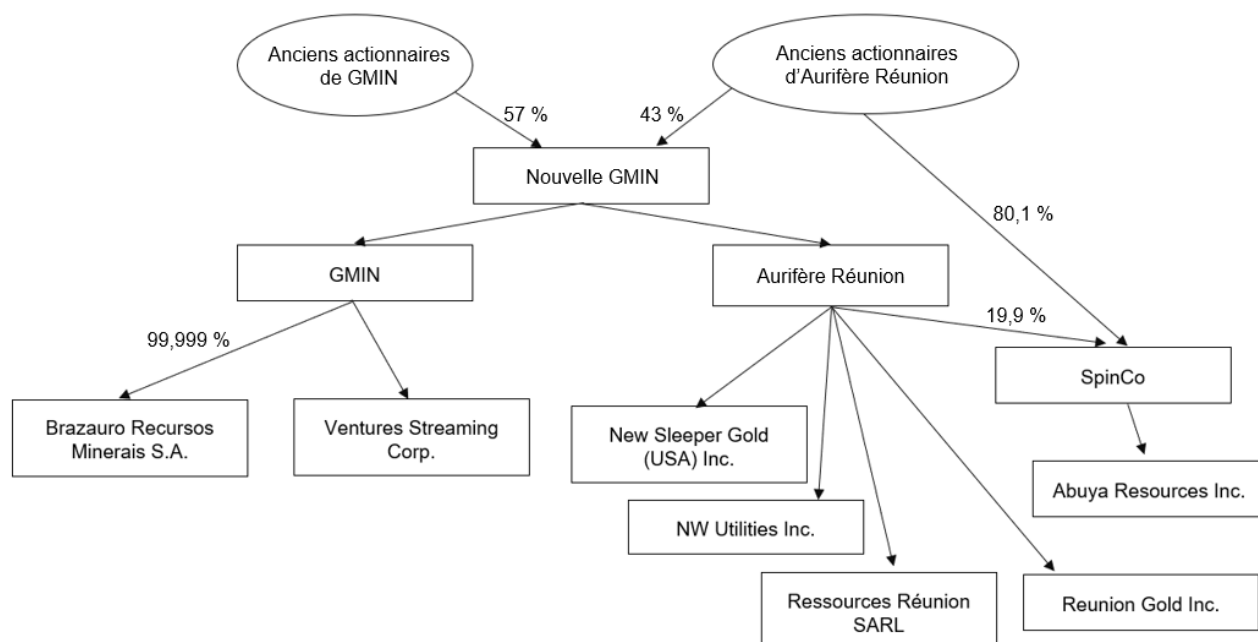 Anciens actionnaires
de GMIN
Anciens actionnaires
d'Aurifère Réunion
57 %
43 %
Nouvelle GMIN
80,1 %
GMIN
Aurifère Réunion
99,999 %
19,9 %
SpinCo
Brazauro Recursos
Minerais S.A.
Ventures Streaming
Corp.
New Sleeper Gold
(USA) Inc.
Abuya Resources Inc.
NW Utilities Inc.
Ressources Réunion
SARL
Reunion Gold Inc.